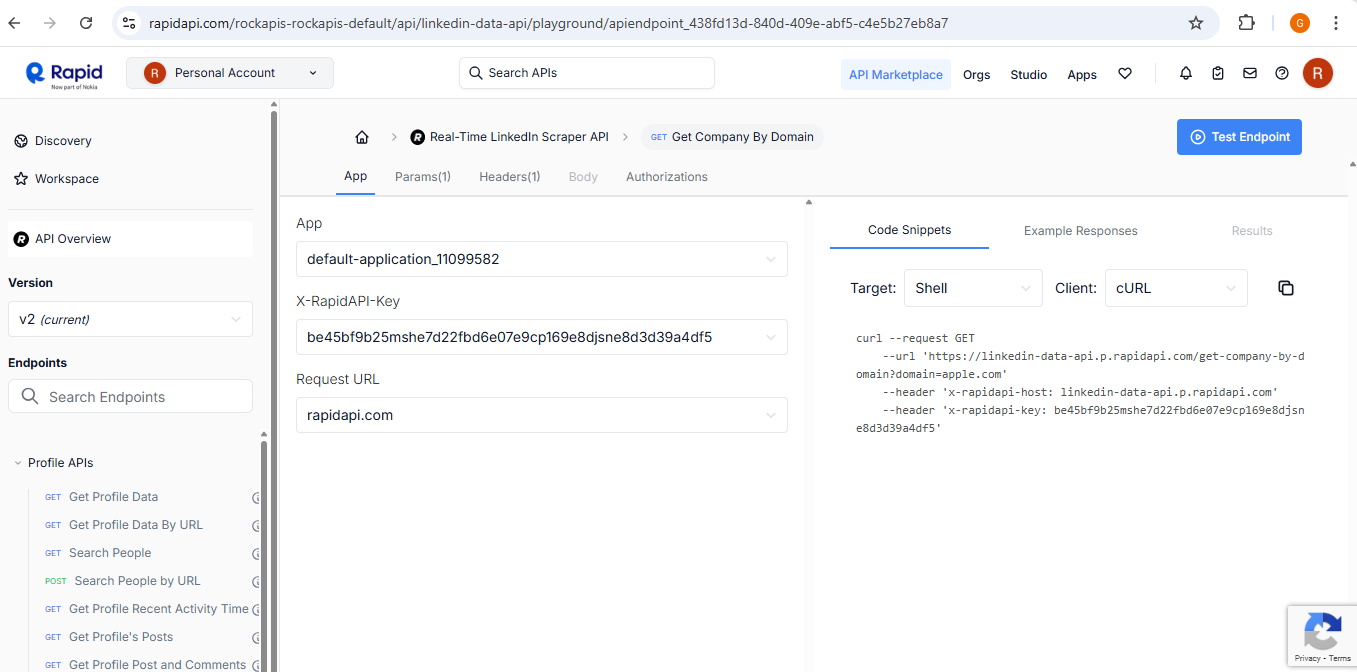 rapidapi.com/rockapis-rockapis-default/api/linkedin-data-api/playground/apiendpoint_438fd13d-840d-409e-abf5-c4e5b27eb8a7
G
Rapid
Now part of Nokia
R Personal Account
Search APIs
API Marketplace
Orgs
Studio
Apps
R
Discovery
Workspace
API Overview
Version
v2 (current)
Endpoints
Search Endpoints
Profile APIs
GET Get Profile Data
GET Get Profile Data By URL
GET Search People
POST Search People by URL
GET Get Profile Recent Activity Time
GET Get Profile's Posts
GET Get Profile Post and Comments
Real-Time LinkedIn Scraper API
GET Get Company By Domain
Test Endpoint
App
Params(1)
Headers(1)
Body
Authorizations
App
default-application_11099582
X-RapidAPI-Key
be45bf9b25mshe7d22fbd6e07e9cp169e8djsne8d3d39a4df5
Request URL
rapidapi.com
Code Snippets
Example Responses
Results
Target: Shell
Client: cURL
curl --request GET
--url 'https://linkedin-data-api.p.rapidapi.com/get-company-by-d
omain?domain=apple.com'
--header 'x-rapidapi-host: linkedin-data-api.p.rapidapi.com'
--header 'x-rapidapi-key: be45bf9b25mshe7d22fbd6e07e9cp169e8djsn
e8d3d39a4df5'
Privacy - Terms